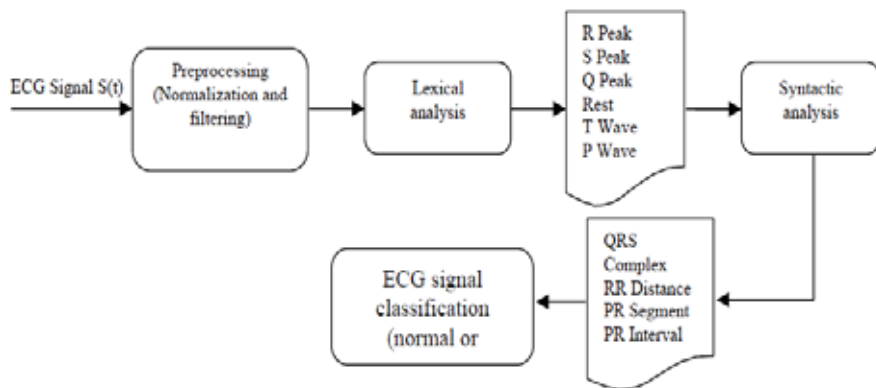 ECG Signal S(t)
Preprocessing
(Normalization and
filtering)
Lexical
analysis
R Peak
S Peak
Q Peak
Rest
T Wave
P Wave
Syntactic
analysis
QRS
Complex
RR Distance
PR Segment
PR Interval
ECG signal
classification
(normal or